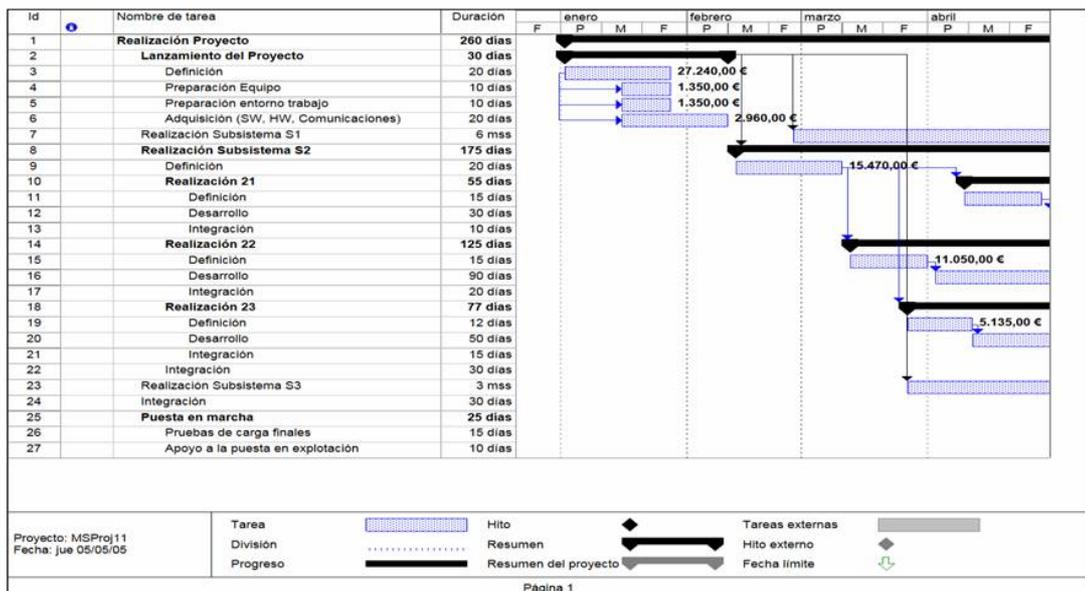 Id Nombre de tarea Duración enero febrero marzo abril
F P M F P M F P M F P M
1 Realización Proyecto 260 días
2 Lanzamiento del Proyecto 30 días
3 Definición 20 días 27.240,00 €
4 Preparación Equipo 10 días 1.350,00 €
5 Preparación entorno trabajo 10 días 1.350,00 €
6 Adquisición (SW, HW, Comunicaciones) 20 días 2.960,00 €
7 Realización Subsistema S1 6 mss
8 Realización Subsistema S2 175 días
9 Definición 20 días 15.470,00 €
10 Realización 21 55 días
11 Definición 15 días
12 Desarrollo 30 días
13 Integración 10 días
14 Realización 22 125 días
15 Definición 15 días 11.050,00 €
16 Desarrollo 90 días
17 Integración 20 días
18 Realización 23 77 días
19 Definición 12 días 5.135,00 €
20 Desarrollo 50 días
21 Integración 15 días
22 Integración 30 días
23 Realización Subsistema S3 3 mss
24 Integración 30 días
25 Puesta en marcha 25 días
26 Pruebas de carga finales 15 días
27 Apoyo a la puesta en explotación 10 días
Proyecto: MSProj11
Fecha: jue 05/05/05
Tarea Hito Tareas externas
División Resumen Hito externo
Progreso Resumen del proyecto Fecha límite
Página 1